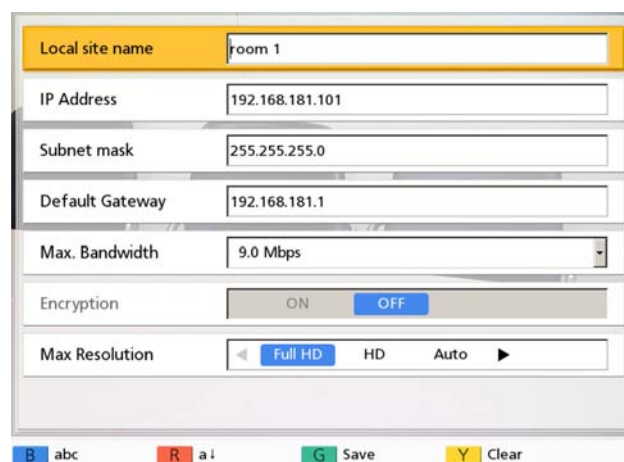 Local site name room 1
IP Address 192.168.181.101
Subnet mask 255.255.255.0
Default Gateway 192.168.181.1
Max. Bandwidth 9.0 Mbps
Encryption ON OFF
Max Resolution Full HD HD Auto
B abc R a↓ G Save Y Clear